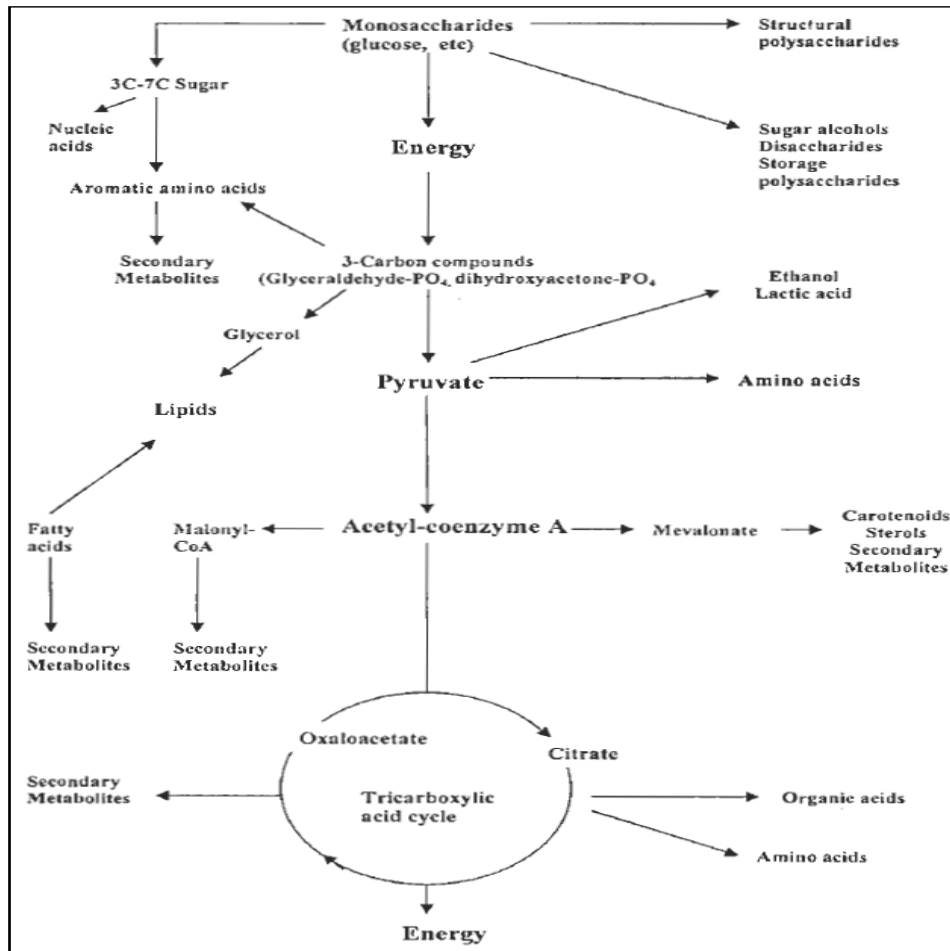 Monosaccharides
(glucose, etc)
Structural
polysaccharides
3C-7C Sugar
Nucleic
acids
Energy
Sugar alcohols
Disaccharides
Storage
polysaccharides
Aromatic amino acids
Secondary
Metabolites
3-Carbon compounds
(Glyceraldehyde-PO4, dihydroxyacetone-PO4
Ethanol
Lactic acid
Glycerol
Pyruvate
Amino acids
Lipids
Fatty
acids
Malonyl-
CoA
Acetyl-coenzyme A
Mevalonate
Carotenoids
Sterols
Secondary
Metabolites
Secondary
Metabolites
Secondary
Metabolites
Oxaloacetate
Citrate
Secondary
Metabolites
Tricarboxylic
acid cycle
Organic acids
Amino acids
Energy